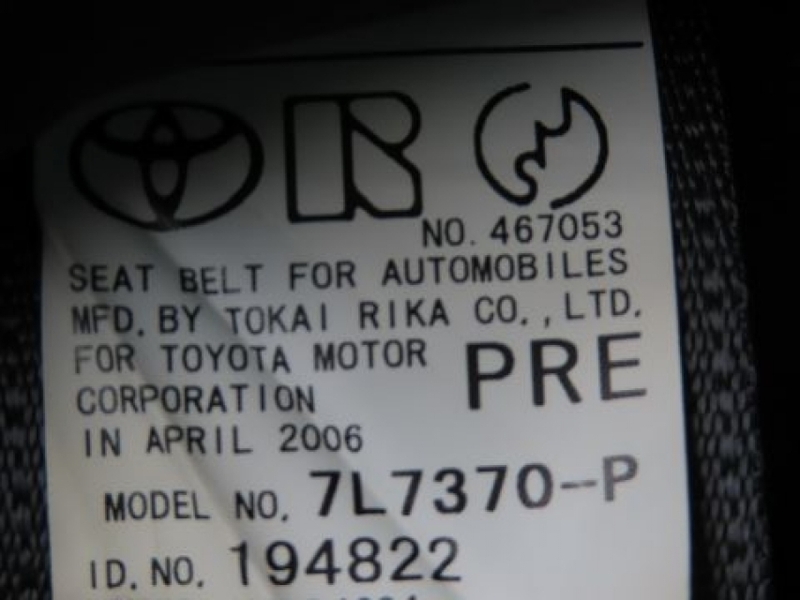 NO. 467053
SEAT BELT FOR AUTOMOBILES
MFD. BY TOKAI RIKA CO., LTD.
FOR TOYOTA MOTOR PRE
CORPORATION
IN APRIL 2006
MODEL NO. 7L7370-P
ID. NO. 194822